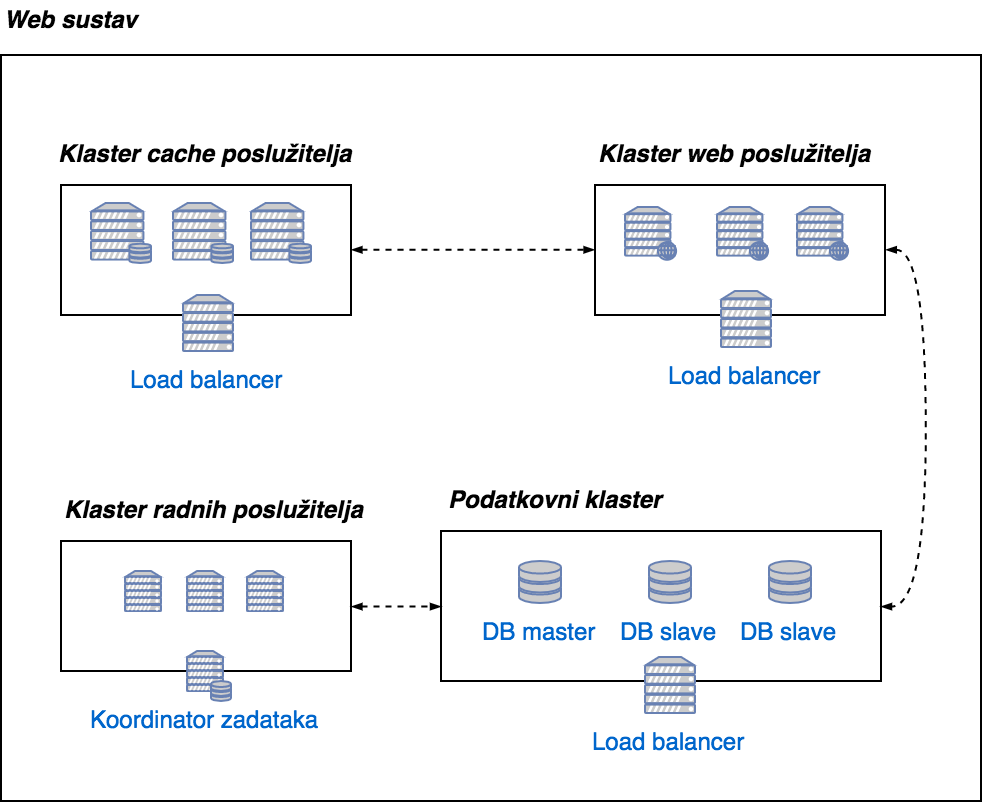 Web sustav
Klaster cache poslužitelja
Klaster web poslužitelja
Load balancer
Load balancer
Klaster radnih poslužitelja
Podatkovni klaster
DB master
DB slave
DB slave
Koordinator zadataka
Load balancer